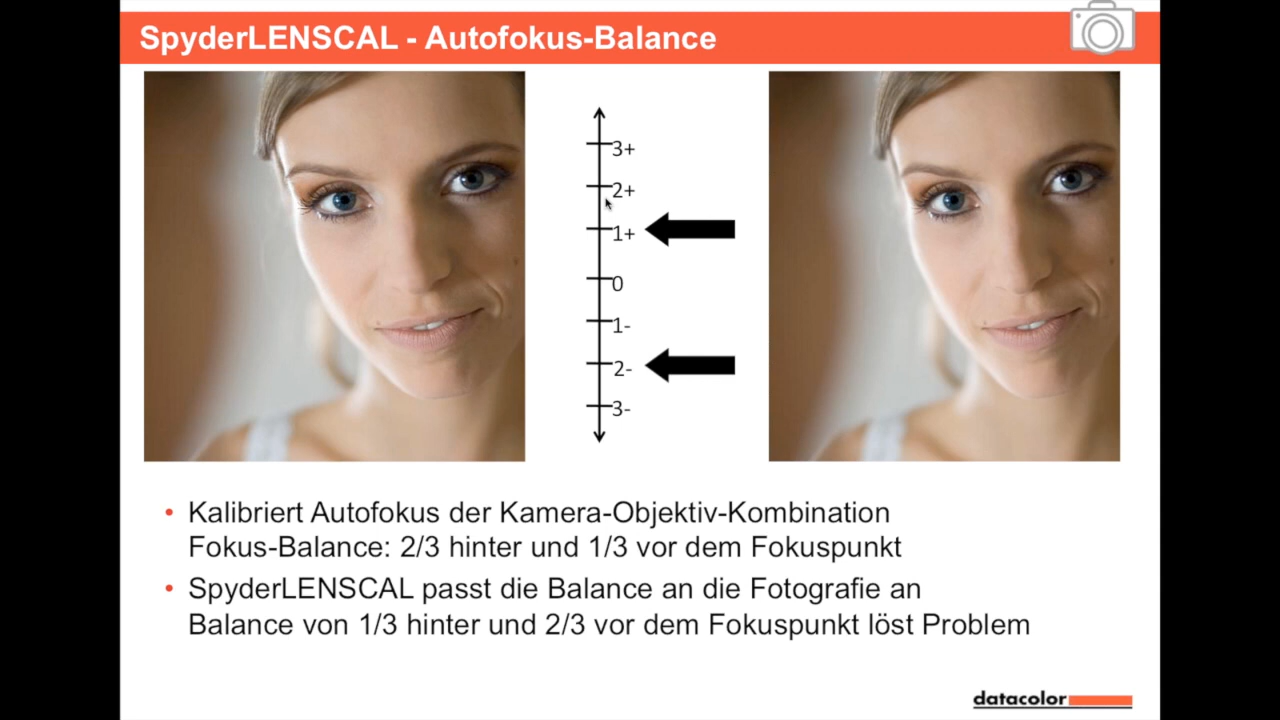 SpyderLENSCAL - Autofokus-Balance
3+
2+
1+
0
1-
2-
3-
• Kalibriert Autofokus der Kamera-Objektiv-Kombination
Fokus-Balance: 2/3 hinter und 1/3 vor dem Fokuspunkt
• SpyderLENSCAL passt die Balance an die Fotografie an
Balance von 1/3 hinter und 2/3 vor dem Fokuspunkt löst Problem
datacolor